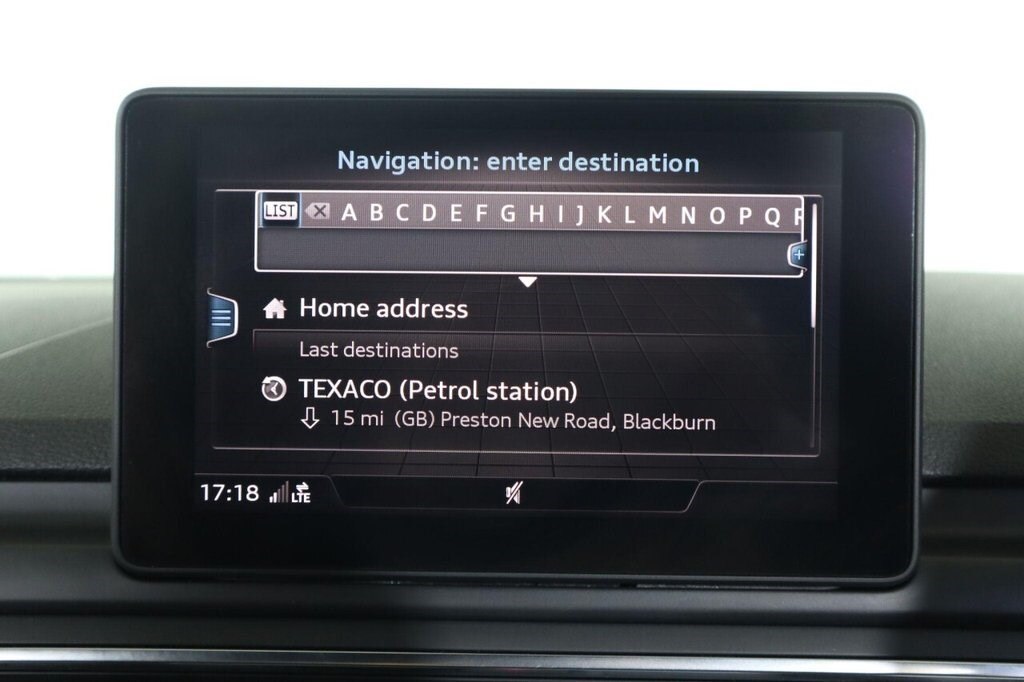 Navigation: enter destination
LIST A B C D E F G H I J K L M N O P Q R
Home address
Last destinations
TEXACO (Petrol station)
15 mi (GB) Preston New Road, Blackburn
17:18 LTE